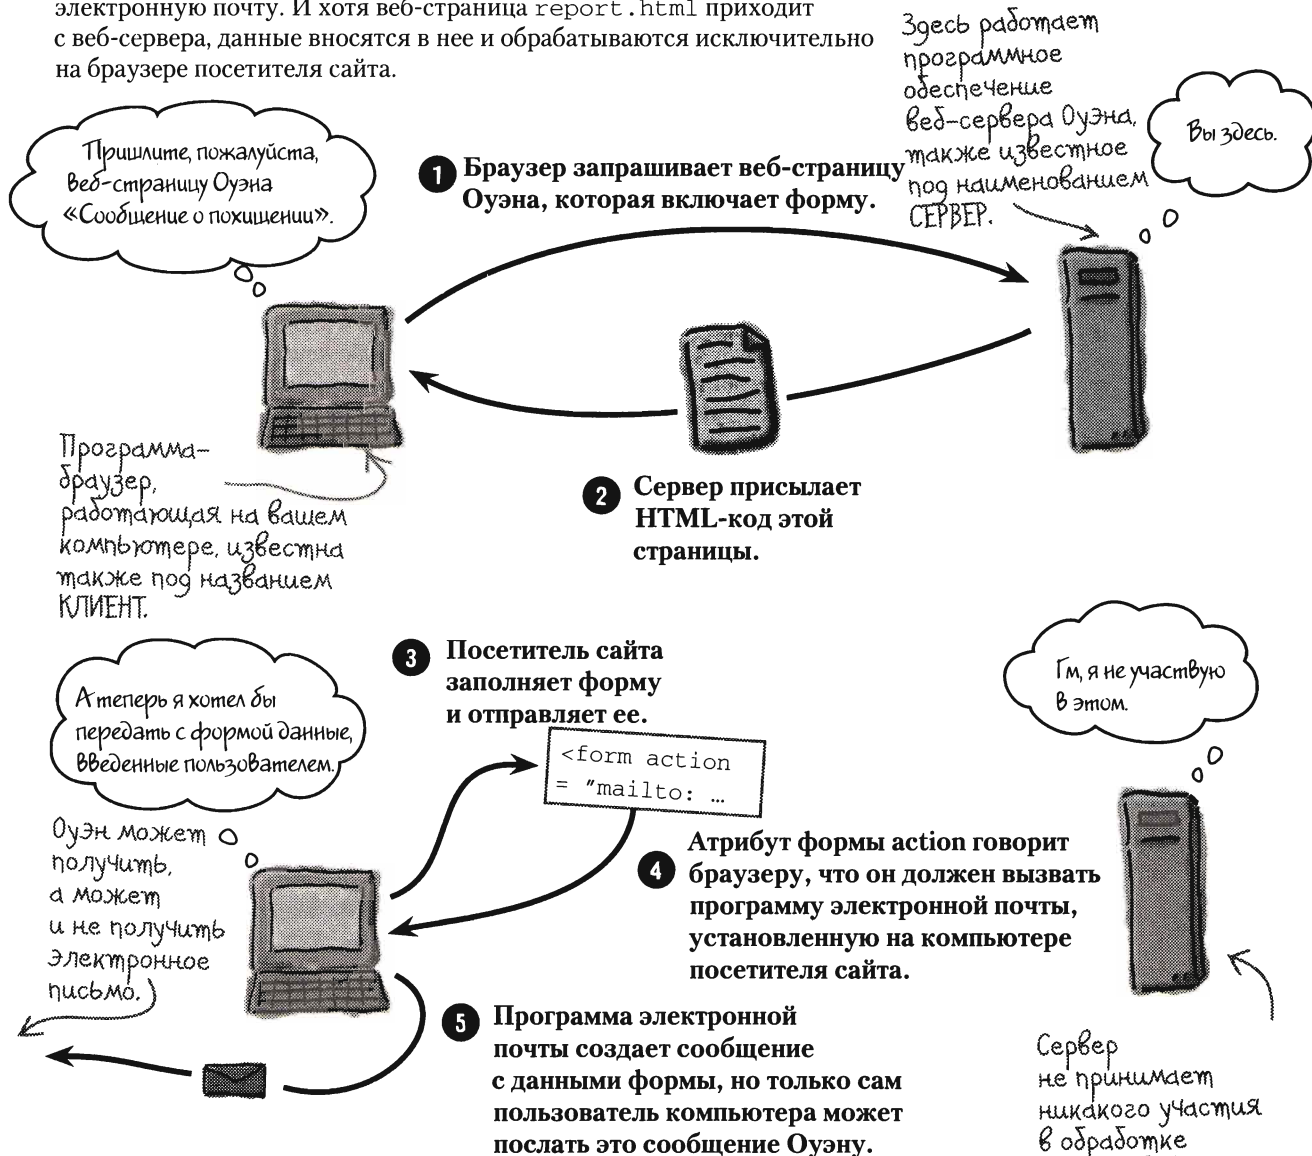 электронную почту. И хотя веб-страница report.html приходит
с веб-сервера, данные вносятся в нее и обрабатываются исключительно
на браузере посетителя сайта.
Здесь работает
программное
обеспечение
веб-сервера Оуэна,
также известное
под наименованием
СЕРВЕР.
Вы здесь.
Пришлите, пожалуйста,
веб-страницу Оуэна
«Сообщение о похищении».
1 Браузер запрашивает веб-страницу
Оуэна, которая включает форму.
Программа-
браузер,
работающая на вашем
компьютере, известна
также под названием
КЛИЕНТ.
2 Сервер присылает
HTML-код этой
страницы.
А теперь я хотел бы
передать с формой данные,
введенные пользователем.
3 Посетитель сайта
заполняет форму
и отправляет ее.
<form action
= "mailto: …
Гм, я не участвую
в этом.
Оуэн может
получить,
а может
и не получить
электронное
письмо.
4 Атрибут формы action говорит
браузеру, что он должен вызвать
программу электронной почты,
установленную на компьютере
посетителя сайта.
5 Программа электронной
почты создает сообщение
с данными формы, но только сам
пользователь компьютера может
послать это сообщение Оуэну.
Сервер
не принимает
никакого участия
в обработке